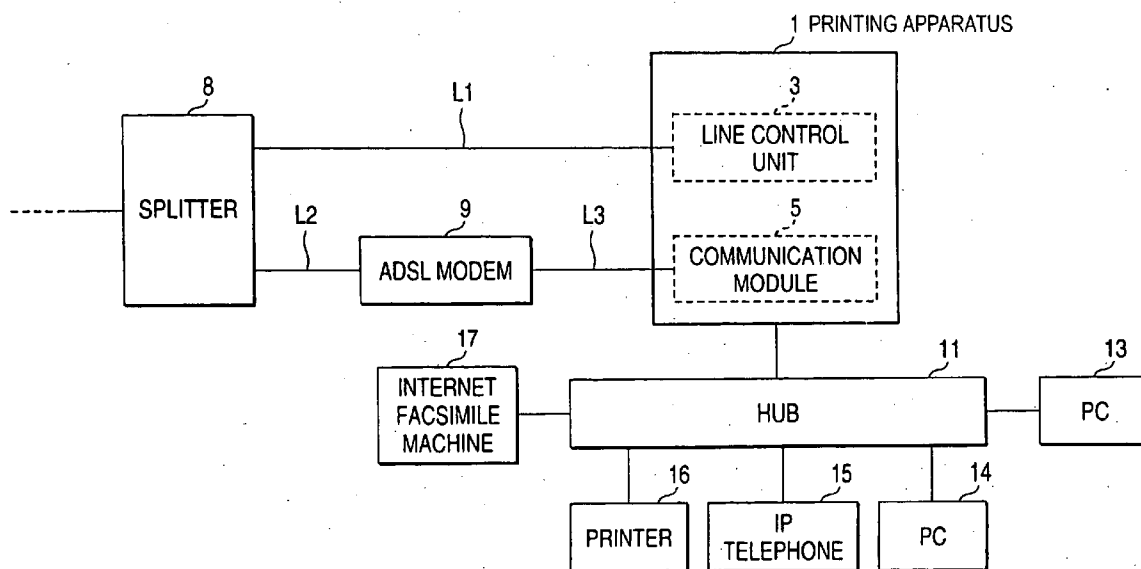 1 PRINTING APPARATUS
8
L1
3
LINE CONTROL
UNIT
SPLITTER
L2
9
L3
5
ADSL MODEM
COMMUNICATION
MODULE
17
11
13
INTERNET
FACSIMILE
MACHINE
HUB
PC
16
15
14
PRINTER
IP
TELEPHONE
PC